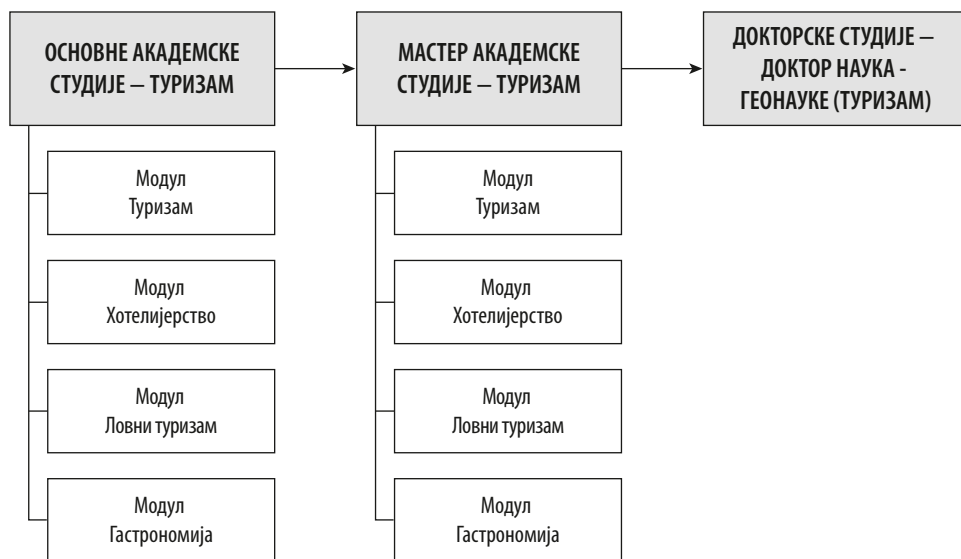 ОСНОВНЕ АКАДЕМСКЕ
СТУДИЈЕ – ТУРИЗАМ
Модул
Туризам
Модул
Хотелијерство
Модул
Ловни туризам
Модул
Гастрономија
МАСТЕР АКАДЕМСКЕ
СТУДИЈЕ – ТУРИЗАМ
Модул
Туризам
Модул
Хотелијерство
Модул
Ловни туризам
Модул
Гастрономија
ДОКТОРСКЕ СТУДИЈЕ –
ДОКТОР НАУКА -
ГЕОНАУКЕ (ТУРИЗАМ)